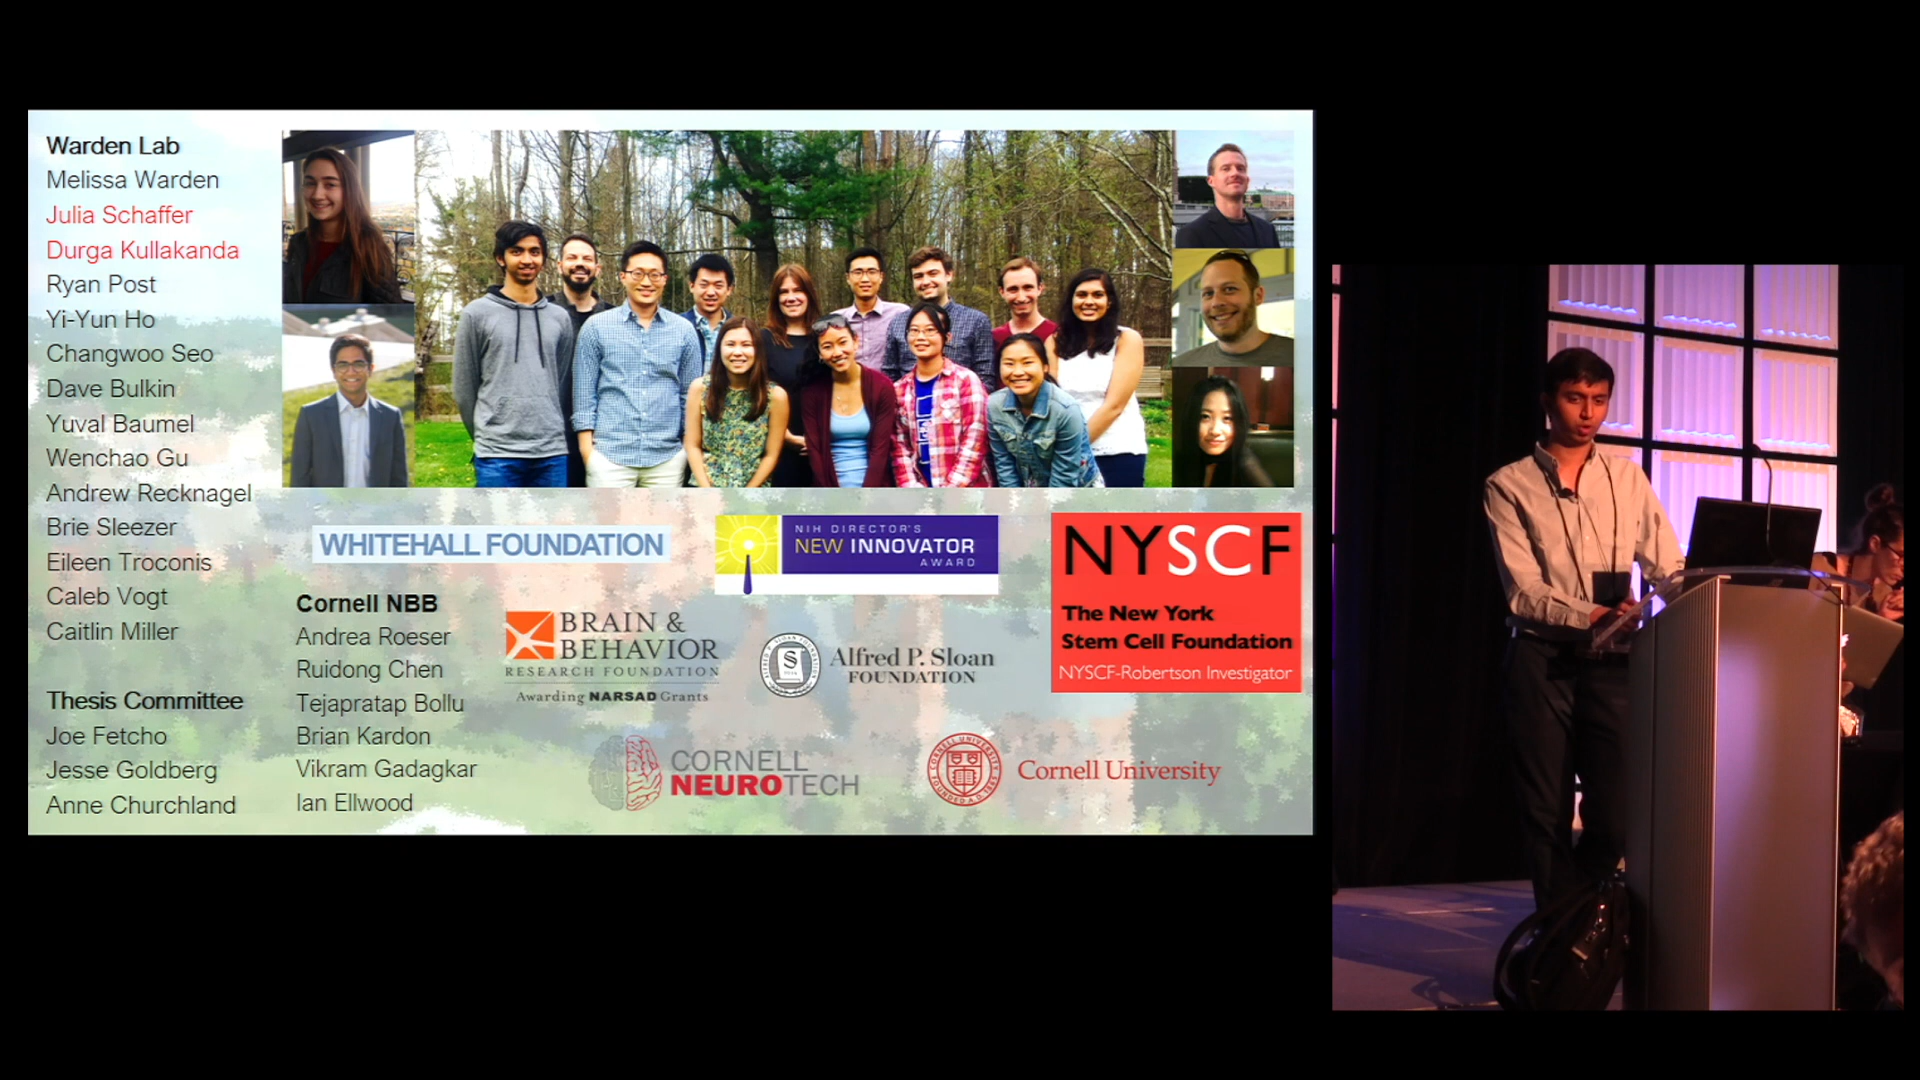 Warden Lab
Melissa Warden
Julia Schaffer
Durga Kullakanda
Ryan Post
Yi-Yun Ho
Changwoo Seo
Dave Bulkin
Yuval Baumel
Wenchao Gu
Andrew Recknagel
Brie Sleezer
Eileen Troconis
Caleb Vogt
Caitlin Miller
Thesis Committee
Joe Fetcho
Jesse Goldberg
Anne Churchland
WHITEHALL FOUNDATION
Cornell NBB
Andrea Roeser
Ruidong Chen
Tejapratap Bollu
Brian Kardon
Vikram Gadagkar
Ian Ellwood
NIH DIRECTOR'S
NEW INNOVATOR
AWARD
BRAIN &
BEHAVIOR
RESEARCH FOUNDATION
Awarding NARSAD Grants
Alfred P. Sloan
FOUNDATION
NYSCF
The New York
Stem Cell Foundation
NYSCF-Robertson Investigator
CORNELL
NEUROTECH
Cornell University